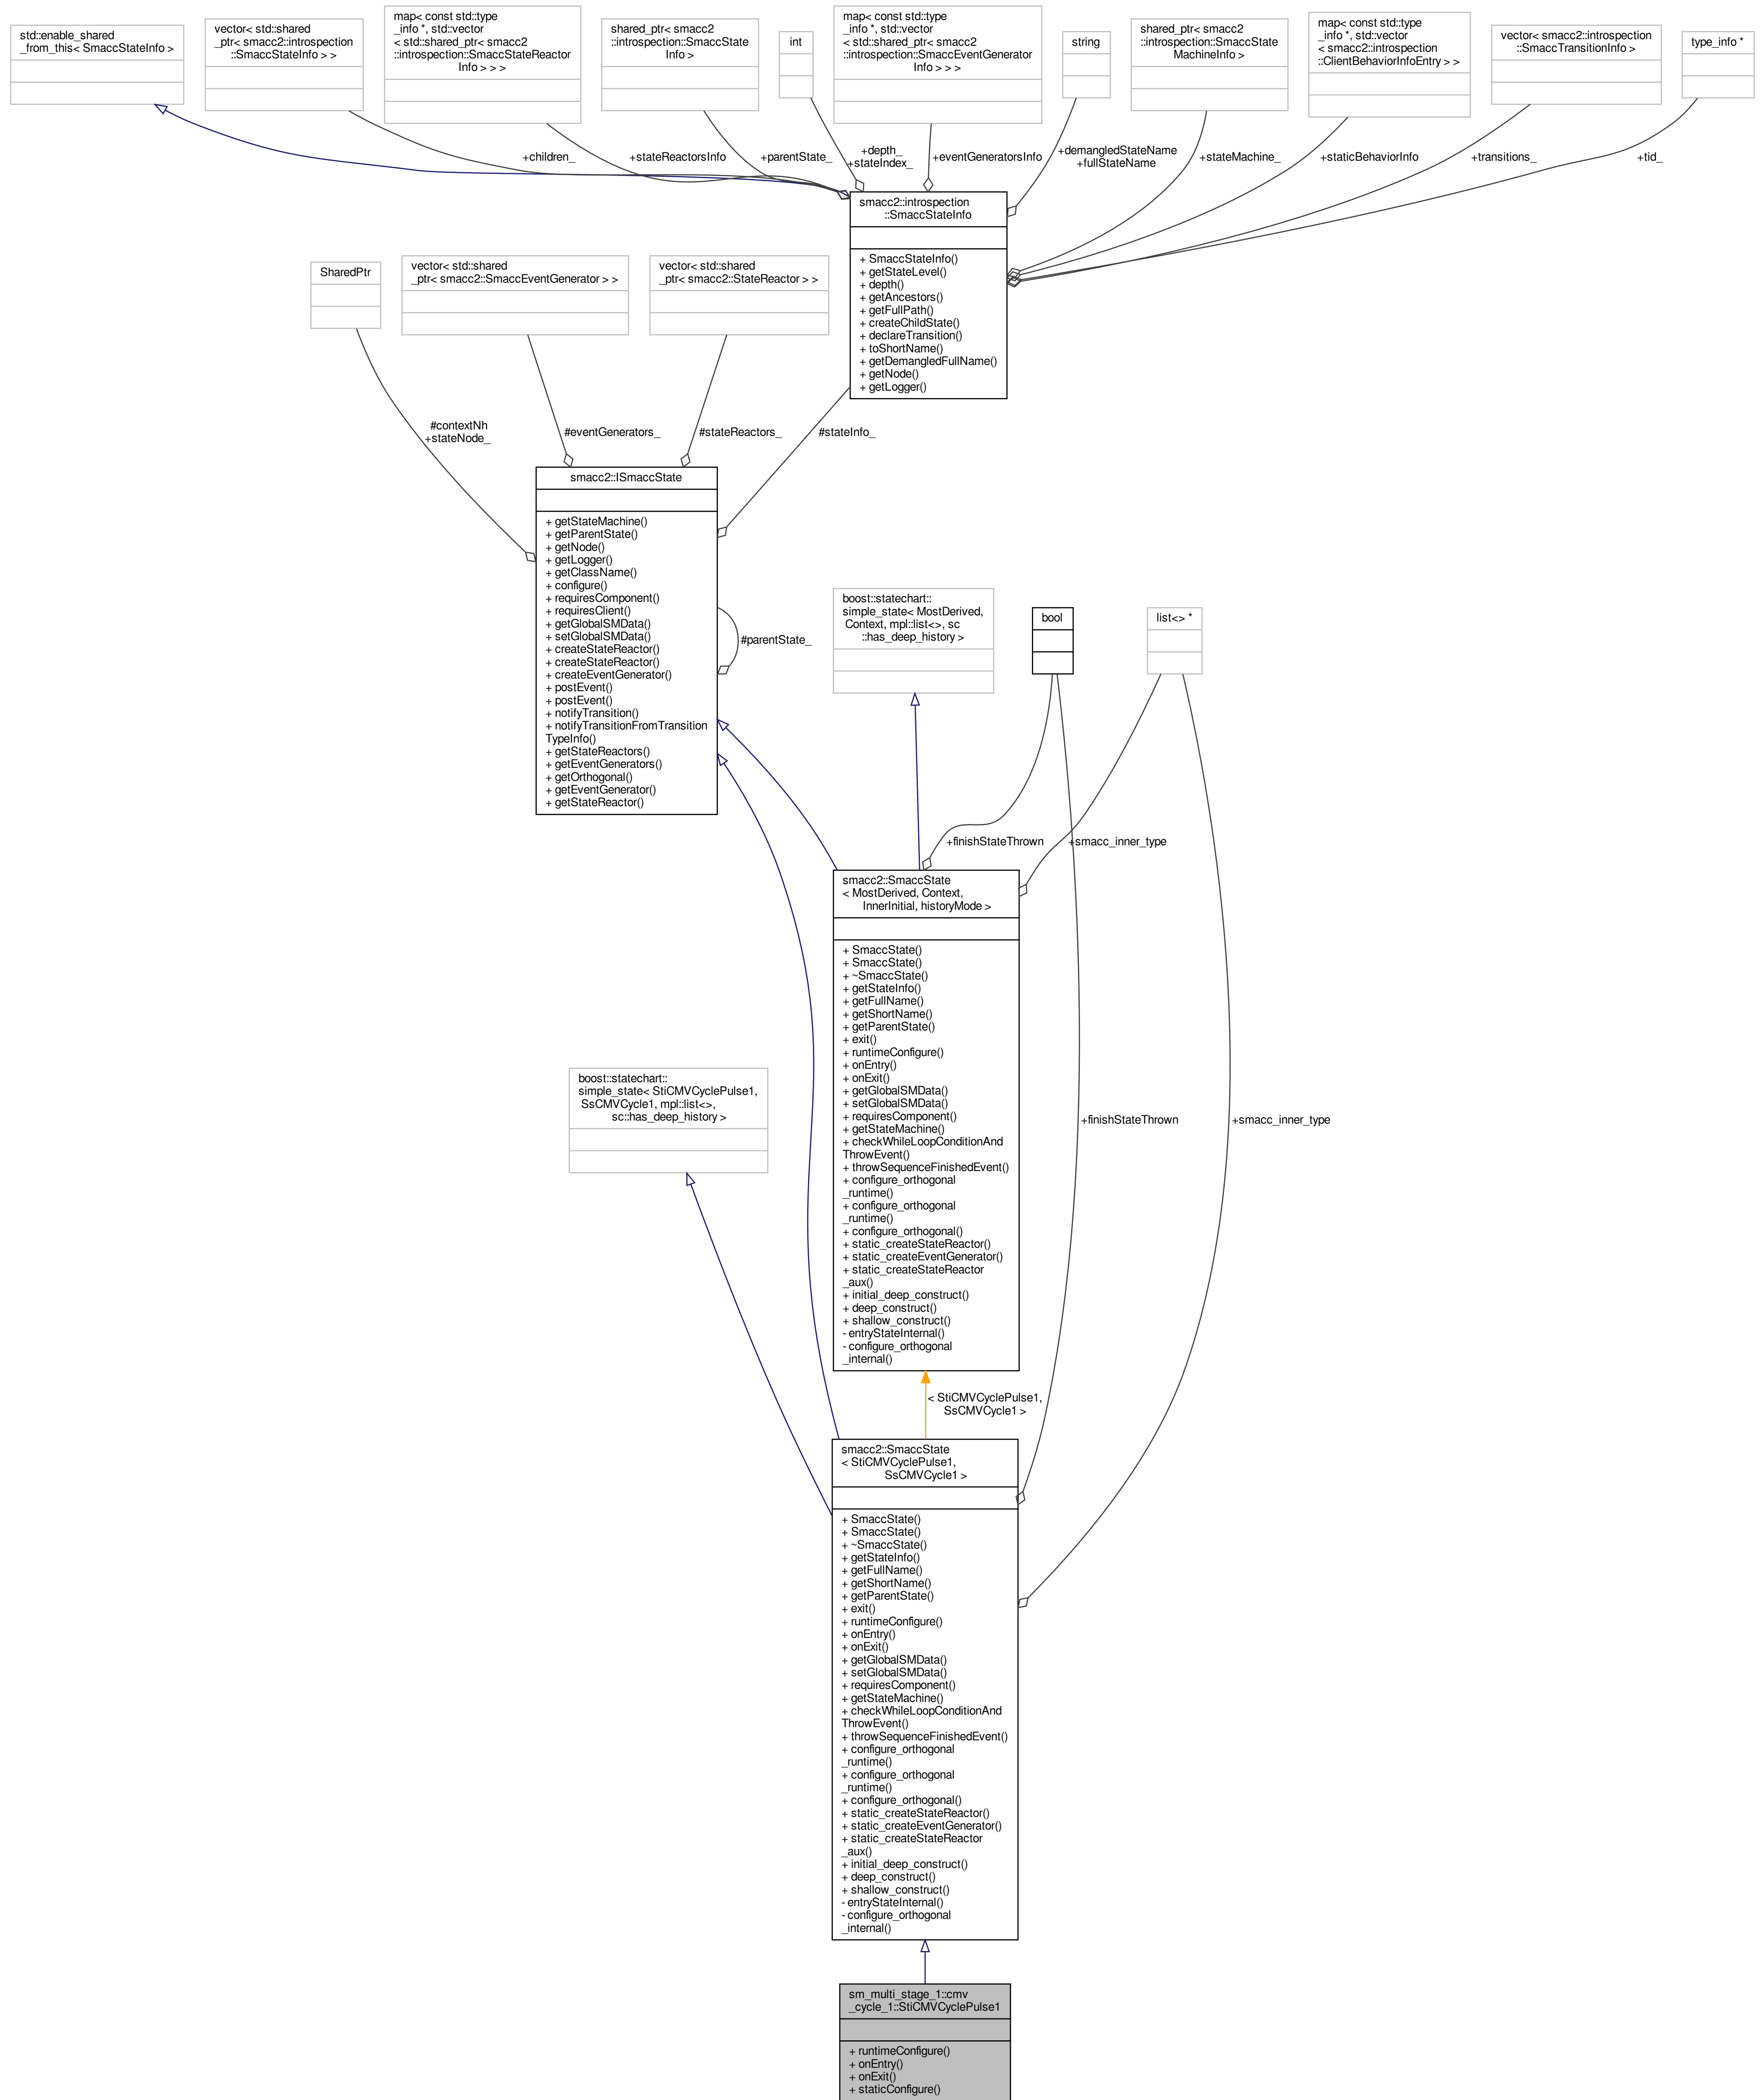 std::enable_shared
_from_this< SmaccStateInfo >
vector< std::shared
_ptr< smacc2::introspection
::SmaccStateInfo > >
map< const std::type
_info *, std::vector
< std::shared_ptr< smacc2
::introspection::SmaccStateReactor
Info > > >
shared_ptr< smacc2
::introspection::SmaccState
Info >
int
map< const std::type
_info *, std::vector
< std::shared_ptr< smacc2
::introspection::SmaccEventGenerator
Info > > >
string
shared_ptr< smacc2
::introspection::SmaccState
MachineInfo >
map< const std::type
_info *, std::vector
< smacc2::introspection
::ClientBehaviorInfoEntry > >
vector< smacc2::introspection
::SmaccTransitionInfo >
type_info *
+children_
+stateReactorsInfo
+parentState_
+depth_
+stateIndex_
+eventGeneratorsInfo
+demangledStateName
+fullStateName
+stateMachine_
+staticBehaviorInfo
+transitions_
+tid_
smacc2::introspection
::SmaccStateInfo
+ SmaccStateInfo()
+ getStateLevel()
+ depth()
+ getAncestors()
+ getFullPath()
+ createChildState()
+ declareTransition()
+ toShortName()
+ getDemangledFullName()
+ getNode()
+ getLogger()
SharedPtr
vector< std::shared
_ptr< smacc2::SmaccEventGenerator > >
vector< std::shared
_ptr< smacc2::StateReactor > >
#contextNh
+stateNode_
#eventGenerators_
#stateReactors_
#stateInfo_
smacc2::ISmaccState
+ getStateMachine()
+ getParentState()
+ getNode()
+ getLogger()
+ getClassName()
+ configure()
+ requiresComponent()
+ requiresClient()
+ getGlobalSMData()
+ setGlobalSMData()
+ createStateReactor()
+ createStateReactor()
+ createEventGenerator()
+ postEvent()
+ postEvent()
+ notifyTransition()
+ notifyTransitionFromTransition
TypeInfo()
+ getStateReactors()
+ getEventGenerators()
+ getOrthogonal()
+ getEventGenerator()
+ getStateReactor()
#parentState_
boost::statechart::
simple_state< MostDerived,
Context, mpl::list<>, sc
::has_deep_history >
bool
list<> *
+finishStateThrown
+smacc_inner_type
smacc2::SmaccState
< MostDerived, Context,
InnerInitial, historyMode >
+ SmaccState()
+ SmaccState()
+ ~SmaccState()
+ getStateInfo()
+ getFullName()
+ getShortName()
+ getParentState()
+ exit()
+ runtimeConfigure()
+ onEntry()
+ onExit()
+ getGlobalSMData()
+ setGlobalSMData()
+ requiresComponent()
+ getStateMachine()
+ checkWhileLoopConditionAnd
ThrowEvent()
+ throwSequenceFinishedEvent()
+ configure_orthogonal
_runtime()
+ configure_orthogonal
_runtime()
+ configure_orthogonal()
+ static_createStateReactor()
+ static_createEventGenerator()
+ static_createStateReactor
_aux()
+ initial_deep_construct()
+ deep_construct()
+ shallow_construct()
- entryStateInternal()
- configure_orthogonal
_internal()
boost::statechart::
simple_state< StiCMVCyclePulse1,
SsCMVCycle1, mpl::list<>,
sc::has_deep_history >
+finishStateThrown
+smacc_inner_type
< StiCMVCyclePulse1,
SsCMVCycle1 >
smacc2::SmaccState
< StiCMVCyclePulse1,
SsCMVCycle1 >
+ SmaccState()
+ SmaccState()
+ ~SmaccState()
+ getStateInfo()
+ getFullName()
+ getShortName()
+ getParentState()
+ exit()
+ runtimeConfigure()
+ onEntry()
+ onExit()
+ getGlobalSMData()
+ setGlobalSMData()
+ requiresComponent()
+ getStateMachine()
+ checkWhileLoopConditionAnd
ThrowEvent()
+ throwSequenceFinishedEvent()
+ configure_orthogonal
_runtime()
+ configure_orthogonal
_runtime()
+ configure_orthogonal()
+ static_createStateReactor()
+ static_createEventGenerator()
+ static_createStateReactor
_aux()
+ initial_deep_construct()
+ deep_construct()
+ shallow_construct()
- entryStateInternal()
- configure_orthogonal
_internal()
sm_multi_stage_1::cmv
_cycle_1::StiCMVCyclePulse1
+ runtimeConfigure()
+ onEntry()
+ onExit()
+ staticConfigure()